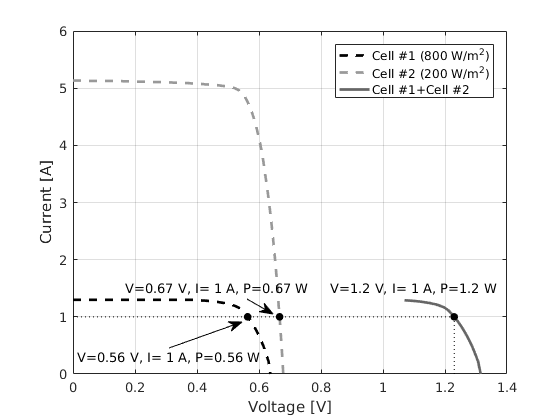 6
5
4
3
2
1
0
Current [A]
Cell #1 (800 W/m²)
Cell #2 (200 W/m²)
Cell #1+Cell #2
V=0.67 V, I= 1 A, P=0.67 W
V=1.2 V, I= 1 A, P=1.2 W
V=0.56 V, I= 1 A, P=0.56 W
0 0.2 0.4 0.6 0.8 1 1.2 1.4
Voltage [V]